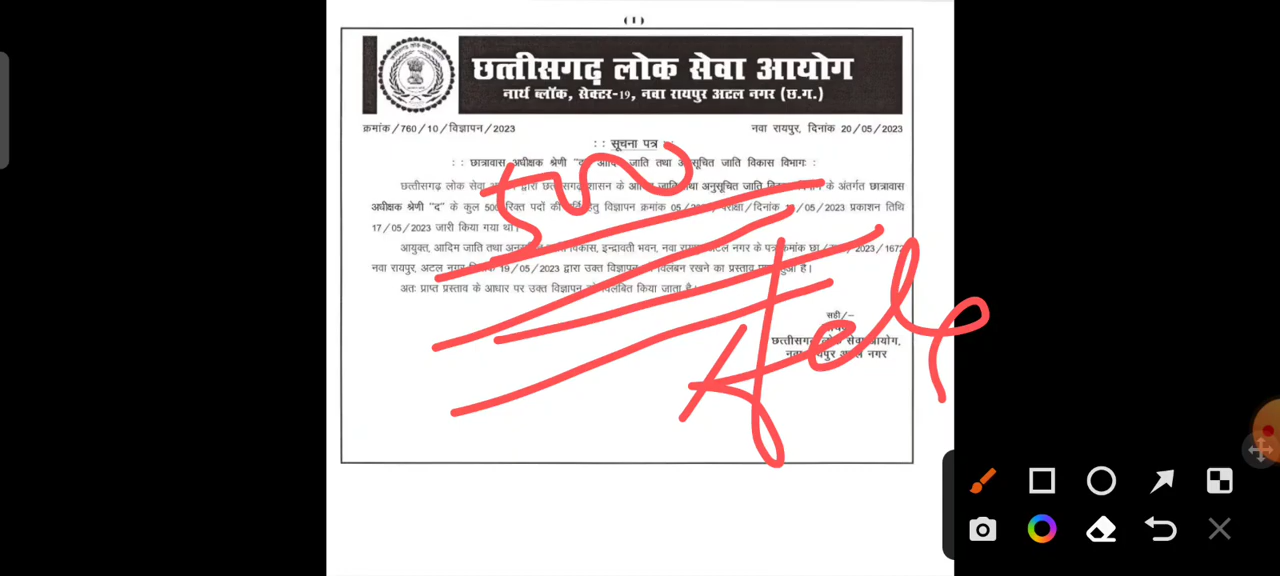 (1)
छत्तीसगढ़ लोक सेवा आयोग
नार्थ ब्लॉक, सेक्टर-19, नवा रायपुर अटल नगर (छ.ग.)
क्रमांक/760/10/विज्ञापन/2023 नवा रायपुर, दिनांक 20/05/2023
:: सूचना पत्र ::
:: छात्रावास अधीक्षक श्रेणी "द" आदिम जाति तथा अनुसूचित जाति विकास विभाग::
500
छत्तीसगढ़ लोक सेवा द्वारा छत्तीसगढ़ शासन के तथा अनुसूचित जाति के अंतर्गत छात्रावास
अधीक्षक श्रेणी "द" के कुल 500 रिक्त पदों की हेतु विज्ञापन क्रमांक परीक्षा/दिनांक /05/2023 प्रकाशन तिथि
17/05/2023 जारी किया गया था।
आयुक्त, आदिम जाति तथा विकास, इन्द्रावती भवन, नवा अटल नगर के पत्र क्रमांक /2023/1672
नवा रायपुर, अटल नगर 19/05/2023 द्वारा उक्त विज्ञापन रखने का प्रस्ताव हुआ है।
अतः प्राप्त प्रस्ताव के आधार पर उक्त विज्ञापन किया जाता है।
सही/-
छत्तीसगढ़ लोक सेवा आयोग,
नवा रायपुर अटल नगर